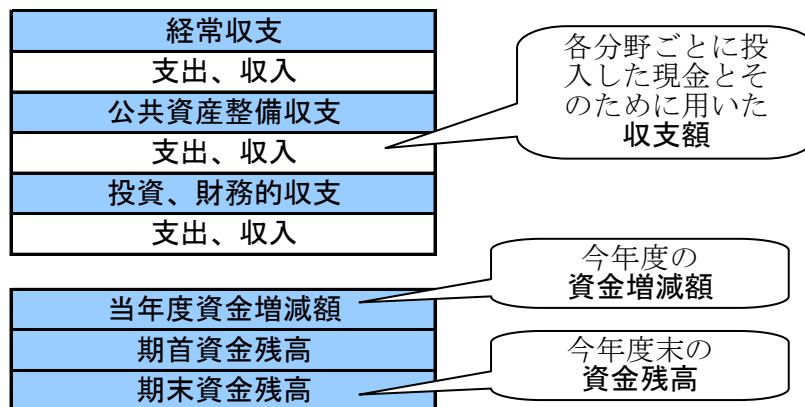 経常収支
支出、収入
公共資産整備収支
支出、収入
投資、財務的収支
支出、収入
各分野ごとに投
入した現金とそ
のために用いた
収支額
当年度資金増減額
期首資金残高
期末資金残高
今年度の
資金増減額
今年度末の
資金残高